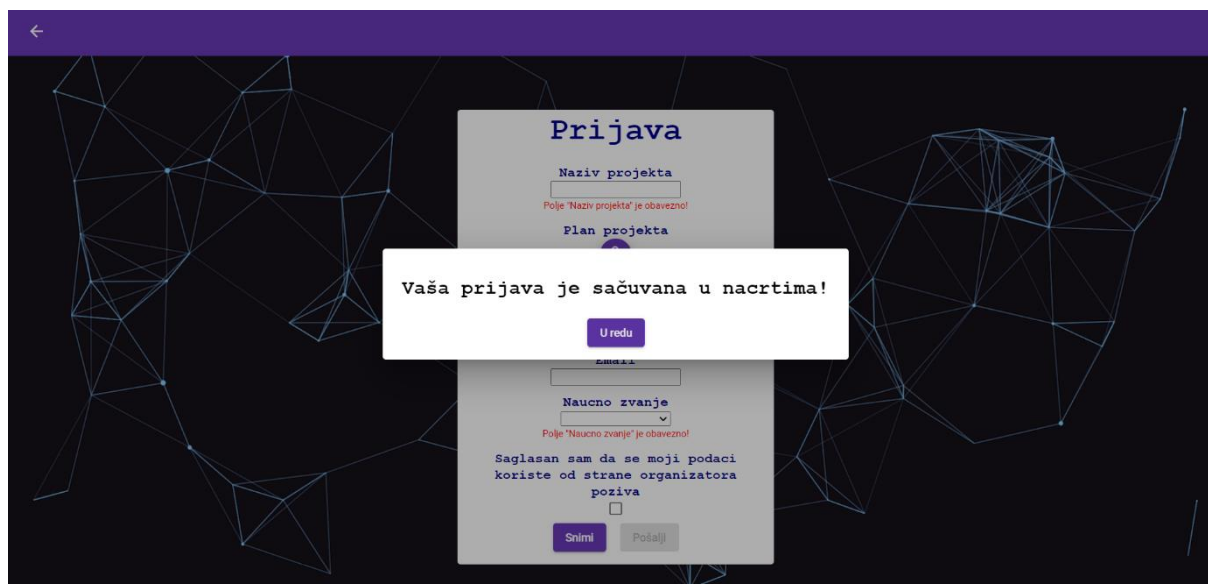 Prijava
Naziv projekta
Polje "Naziv projekta" je obavezno!
Plan projekta
Vaša prijava je sačuvana u nacrtima!
U redu
Email
Naucno zvanje
Polje "Naucno zvanje" je obavezno!
Saglasan sam da se moji podaci
koriste od strane organizatora
poziva
Snimi Pošalji